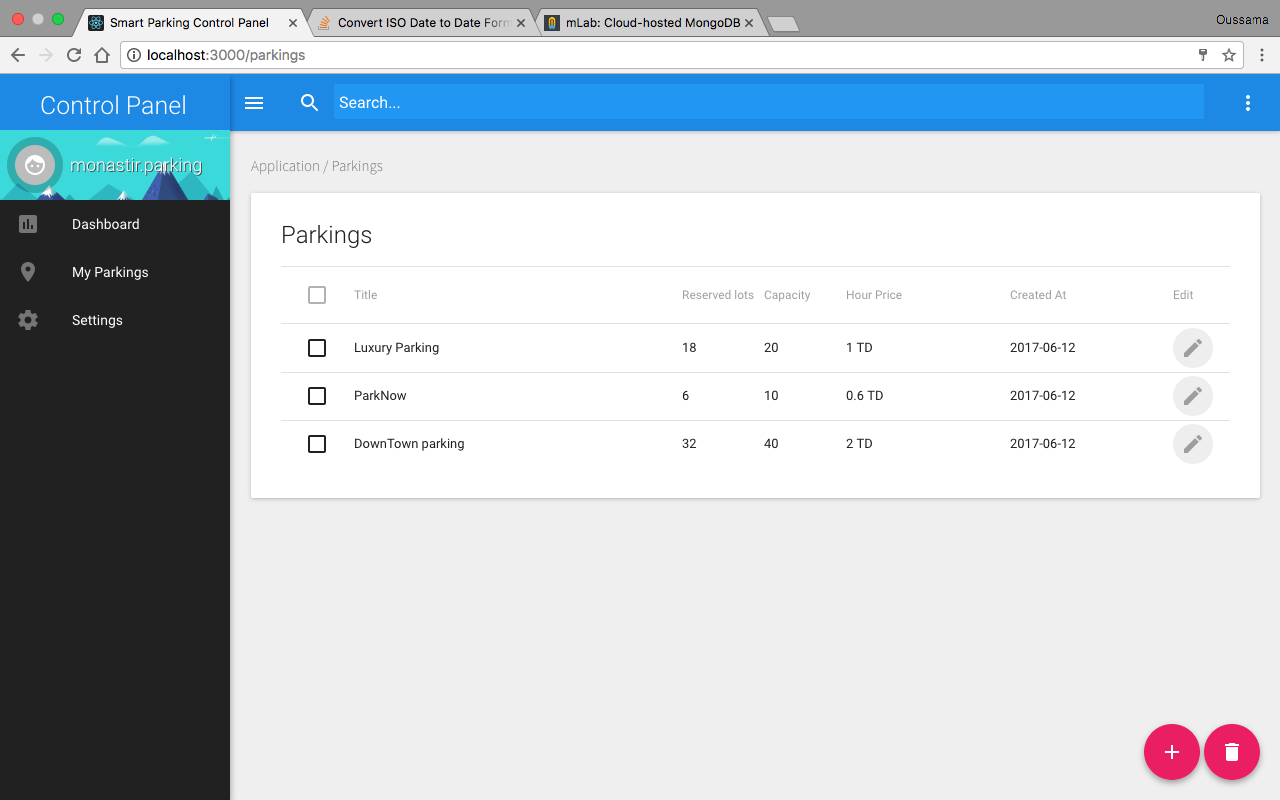 Smart Parking Control Panel
Convert ISO Date to Date Form
mLab: Cloud-hosted MongoDB
Oussama
localhost:3000/parkings
Control Panel
Search...
monastir.parking
Application / Parkings
Dashboard
My Parkings
Settings
Parkings
Title Reserved lots Capacity Hour Price Created At Edit
Luxury Parking 18 20 1 TD 2017-06-12
ParkNow 6 10 0.6 TD 2017-06-12
DownTown parking 32 40 2 TD 2017-06-12